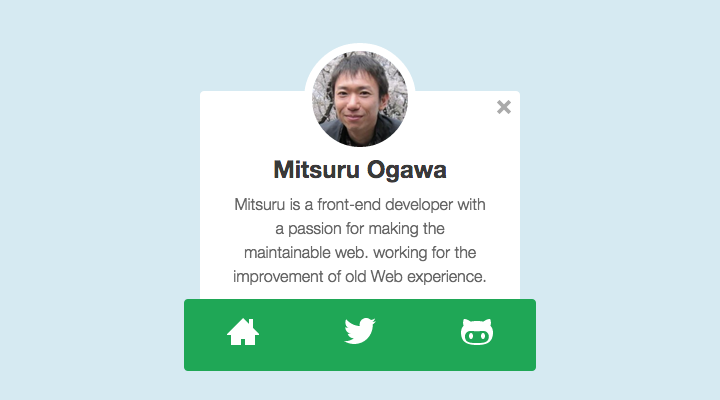 Mitsuru Ogawa
Mitsuru is a front-end developer with
a passion for making the
maintainable web. working for the
improvement of old Web experience.